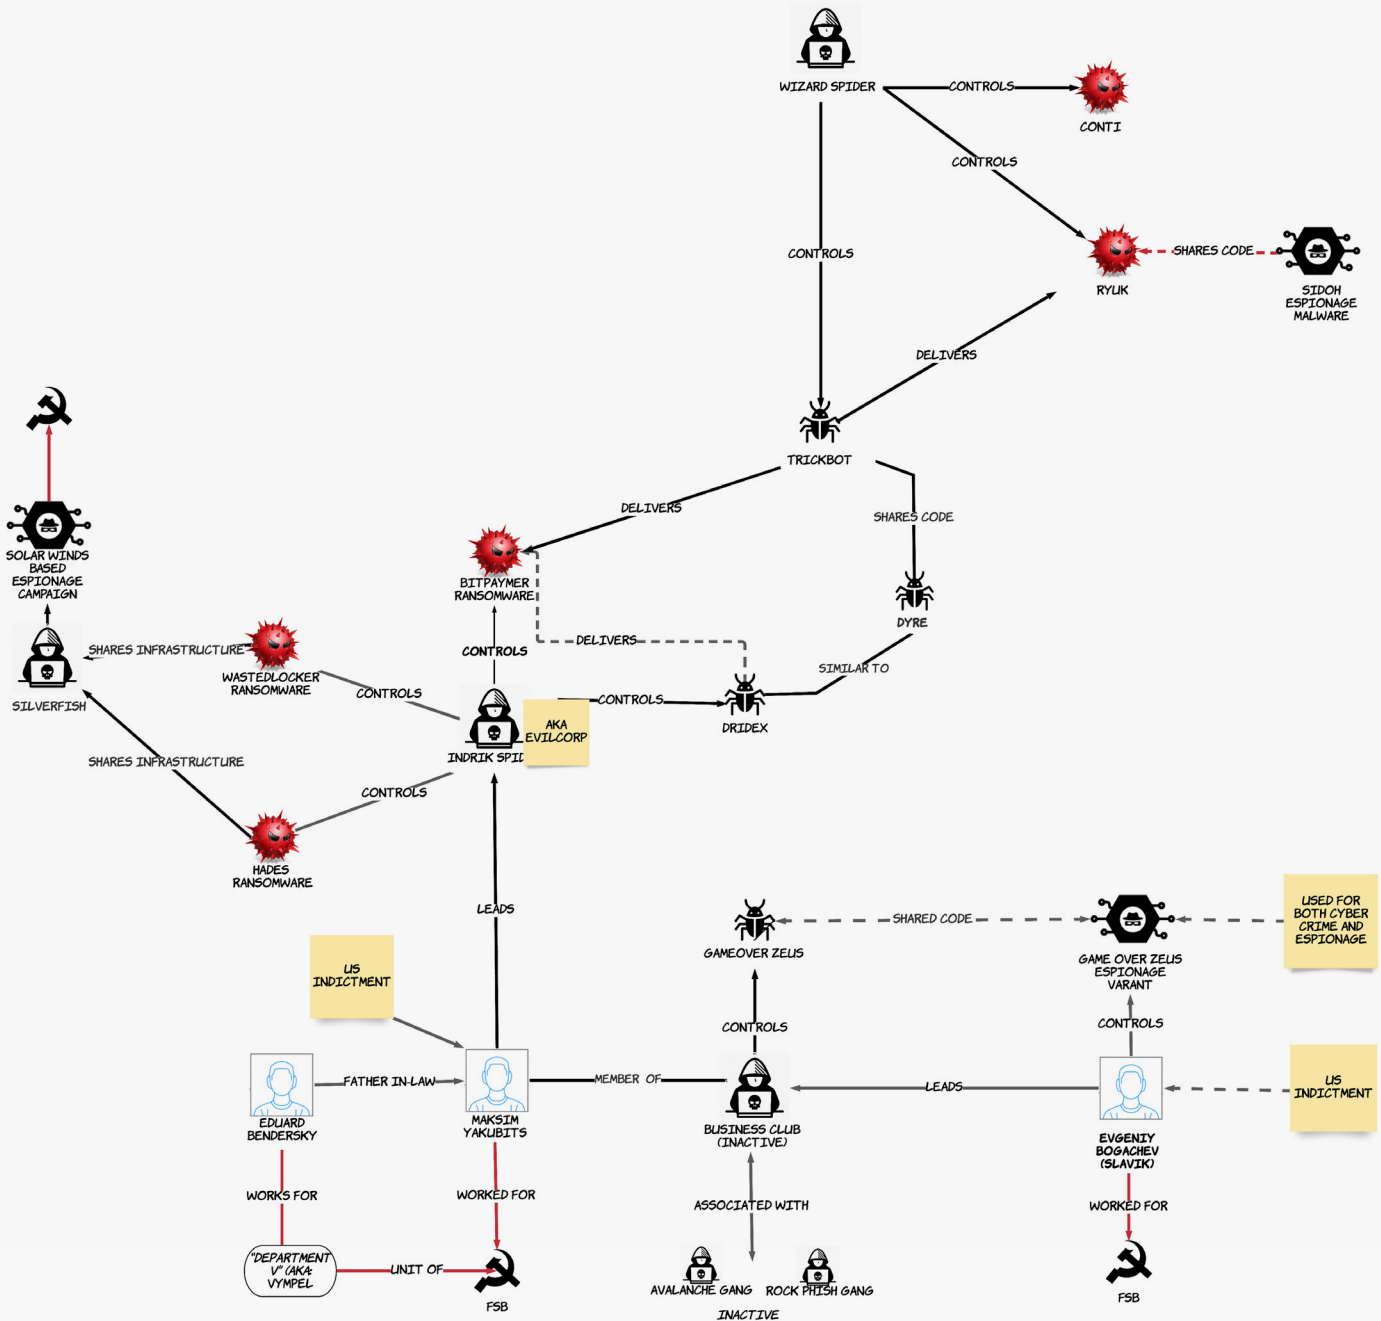 WIZARD SPIDER
CONTROLS
CONTI
CONTROLS
CONTROLS
RYUK
SHARES CODE
SIDOH
ESPIONAGE
MALWARE
DELIVERS
TRICKBOT
DELIVERS
SHARES CODE
SOLAR WINDS
BASED
ESPIONAGE
CAMPAIGN
BITPAYMER
RANSOMWARE
DYRE
DELIVERS
SHARES INFRASTRUCTURE
WASTEDLOCKER
RANSOMWARE
CONTROLS
SIMILAR TO
SILVERFISH
CONTROLS
CONTROLS
DRIDEX
AKA
EVILCORP
INDRIK SPID
SHARES INFRASTRUCTURE
CONTROLS
HADES
RANSOMWARE
LEADS
GAMEOVER ZEUS
SHARED CODE
GAME OVER ZEUS
ESPIONAGE
VARANT
USED FOR
BOTH CYBER
CRIME AND
ESPIONAGE
US
INDICTMENT
CONTROLS
CONTROLS
EDUARD
BENDERSKY
FATHER IN-LAW
MAKSIM
YAKUBITS
MEMBER OF
BUSINESS CLUB
(INACTIVE)
LEADS
EVGENIY
BOGACHEV
(SLAVIK)
US
INDICTMENT
WORKS FOR
WORKED FOR
ASSOCIATED WITH
WORKED FOR
"DEPARTMENT
V" (AKA:
VYMPEL
UNIT OF
FSB
AVALANCHE GANG
ROCK PHISH GANG
INACTIVE
FSB